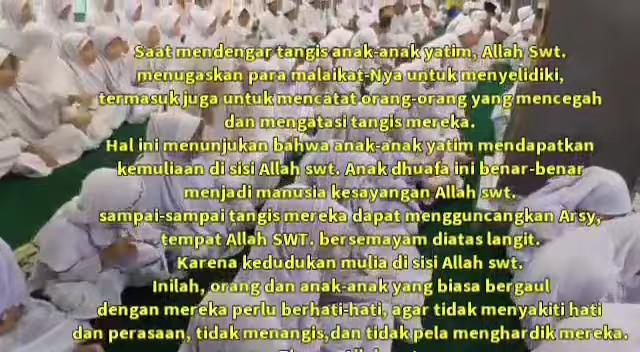 Saat mendengar tangis anak-anak yatim, Allah Swt.
menugaskan para malaikat-Nya untuk menyelidiki,
termasuk juga untuk mencatat orang-orang yang mencegah
dan mengatasi tangis mereka.
Hal ini menunjukan bahwa anak-anak yatim mendapatkan
kemuliaan di sisi Allah swt. Anak dhuafa ini benar-benar
menjadi manusia kesayangan Allah swt.
sampai-sampai tangis mereka dapat mengguncangkan Arsy,
tempat Allah SWT. bersemayam diatas langit.
Karena kedudukan mulia di sisi Allah swt.
Inilah, orang dan anak-anak yang biasa bergaul
dengan mereka perlu berhati-hati, agar tidak menyakiti hati
dan perasaan, tidak menangis,dan tidak pela menghardik mereka.